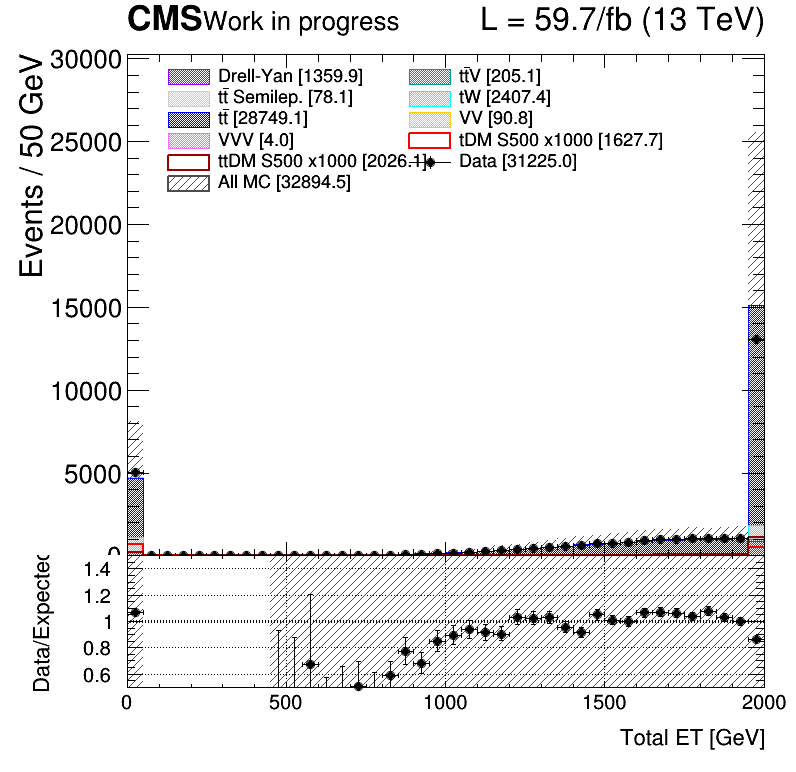 CMS Work in progress L = 59.7/fb (13 TeV)
Events / 50 GeV
30000
25000
20000
15000
10000
5000
0
Drell-Yan [1359.9] tt̄V [205.1]
tt̄ Semilep. [78.1] tW [2407.4]
tt̄ [28749.1] VV [90.8]
VVV [4.0] tDM S500 x1000 [1627.7]
ttDM S500 x1000 [2026.1] Data [31225.0]
All MC [32894.5]
Data/Expected
1.4
1.2
1
0.8
0.6
0 500 1000 1500 2000
Total ET [GeV]